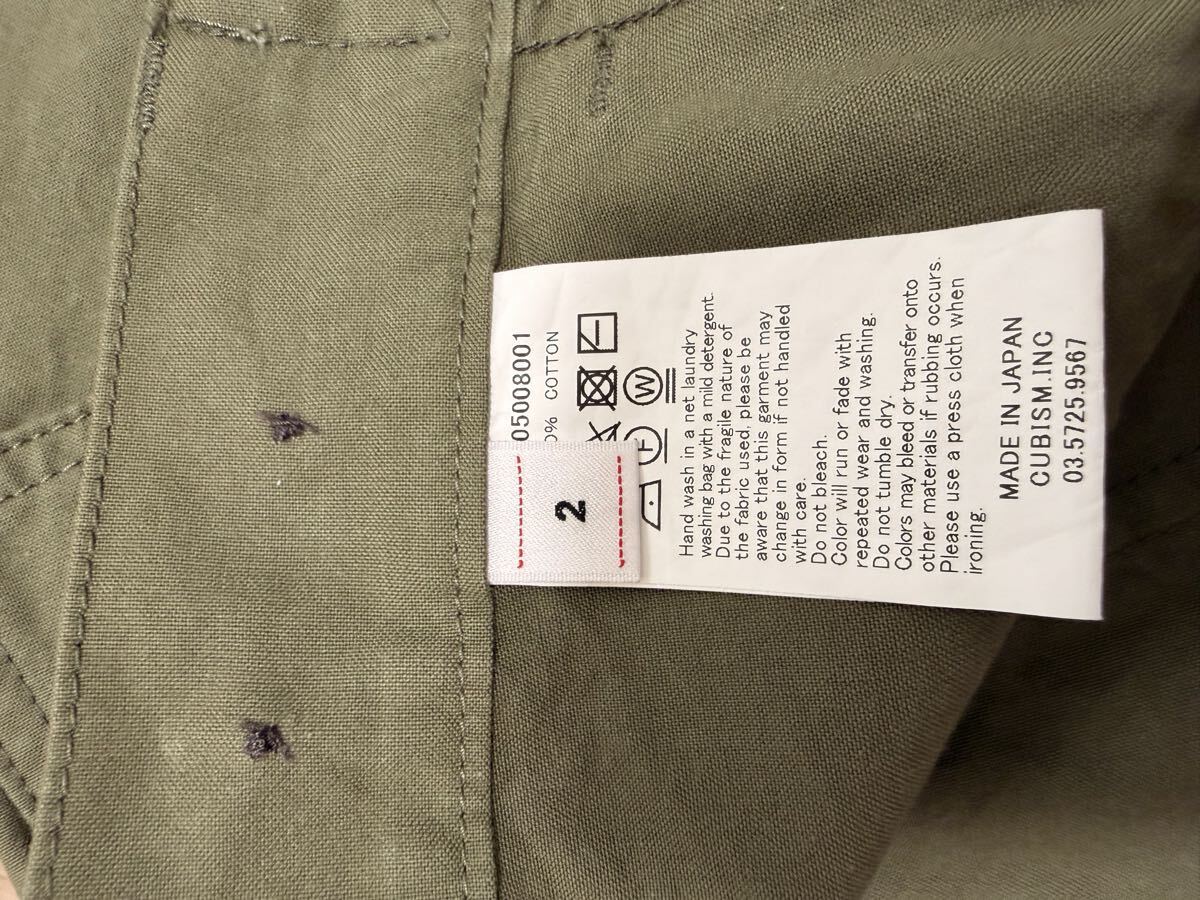 05008001
0% COTTON
W
2
Hand wash in a net laundry
washing bag with a mild detergent.
Due to the fragile nature of
the fabric used, please be
aware that this garment may
change in form if not handled
with care.
Do not bleach.
Color will run or fade with
repeated wear and washing.
Do not tumble dry.
Colors may bleed or transfer onto
other materials if rubbing occurs.
Please use a press cloth when
ironing.
MADE IN JAPAN
CUBISM.INC
03.5725.9567